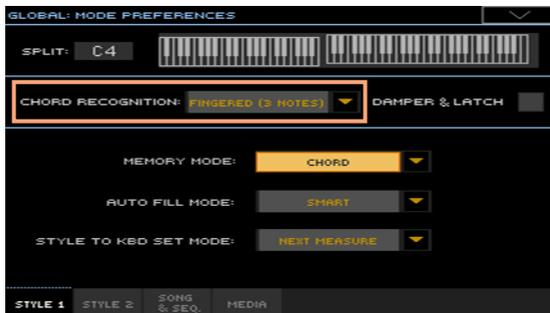 GLOBAL: MODE PREFERENCES
SPLIT: C4
CHORD RECOGNITION: FINGERED (3 NOTES) DAMPER & LATCH
MEMORY MODE: CHORD
AUTO FILL MODE: SMART
STYLE TO KBD SET MODE: NEXT MEASURE
STYLE 1 STYLE 2 SONG & SEQ. MEDIA